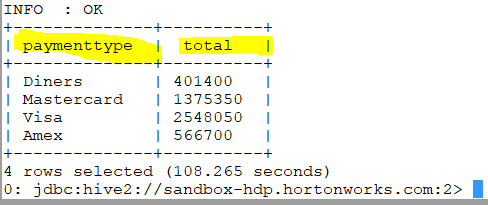 INFO  : OK
+--------------+----------+
| paymenttype  |  total   |
+--------------+----------+
| Diners       | 401400   |
| Mastercard   | 1375350  |
| Visa         | 2548050  |
| Amex         | 566700   |
+--------------+----------+
4 rows selected (108.265 seconds)
0: jdbc:hive2://sandbox-hdp.hortonworks.com:2>